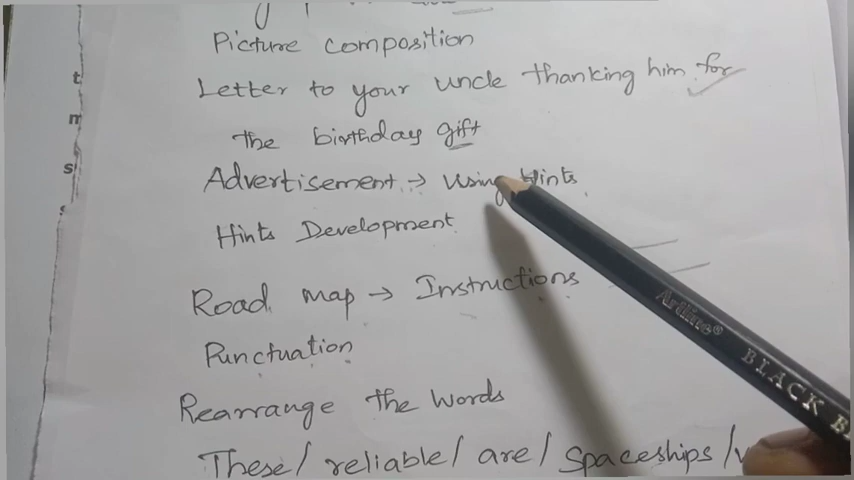 Picture composition
Letter to your uncle thanking him for
the birthday gift
Advertisement → Using Hints
Hints Development
Road map → Instructions
Punctuation
Rearrange the words
These/ reliable/ are/ spaceships /
Artline®
BLACK
t
m
s